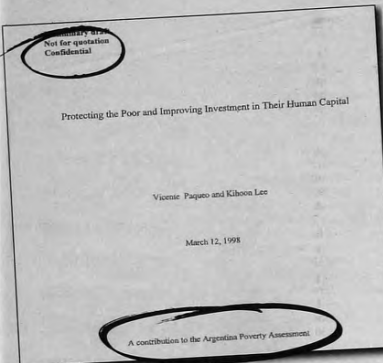 draft
Not for quotation
Confidential
Protecting the Poor and Improving Investment in Their Human Capital
Vicente Paqueo and Kihoon Lee
March 12, 1998
A contribution to the Argentina Poverty Assessment